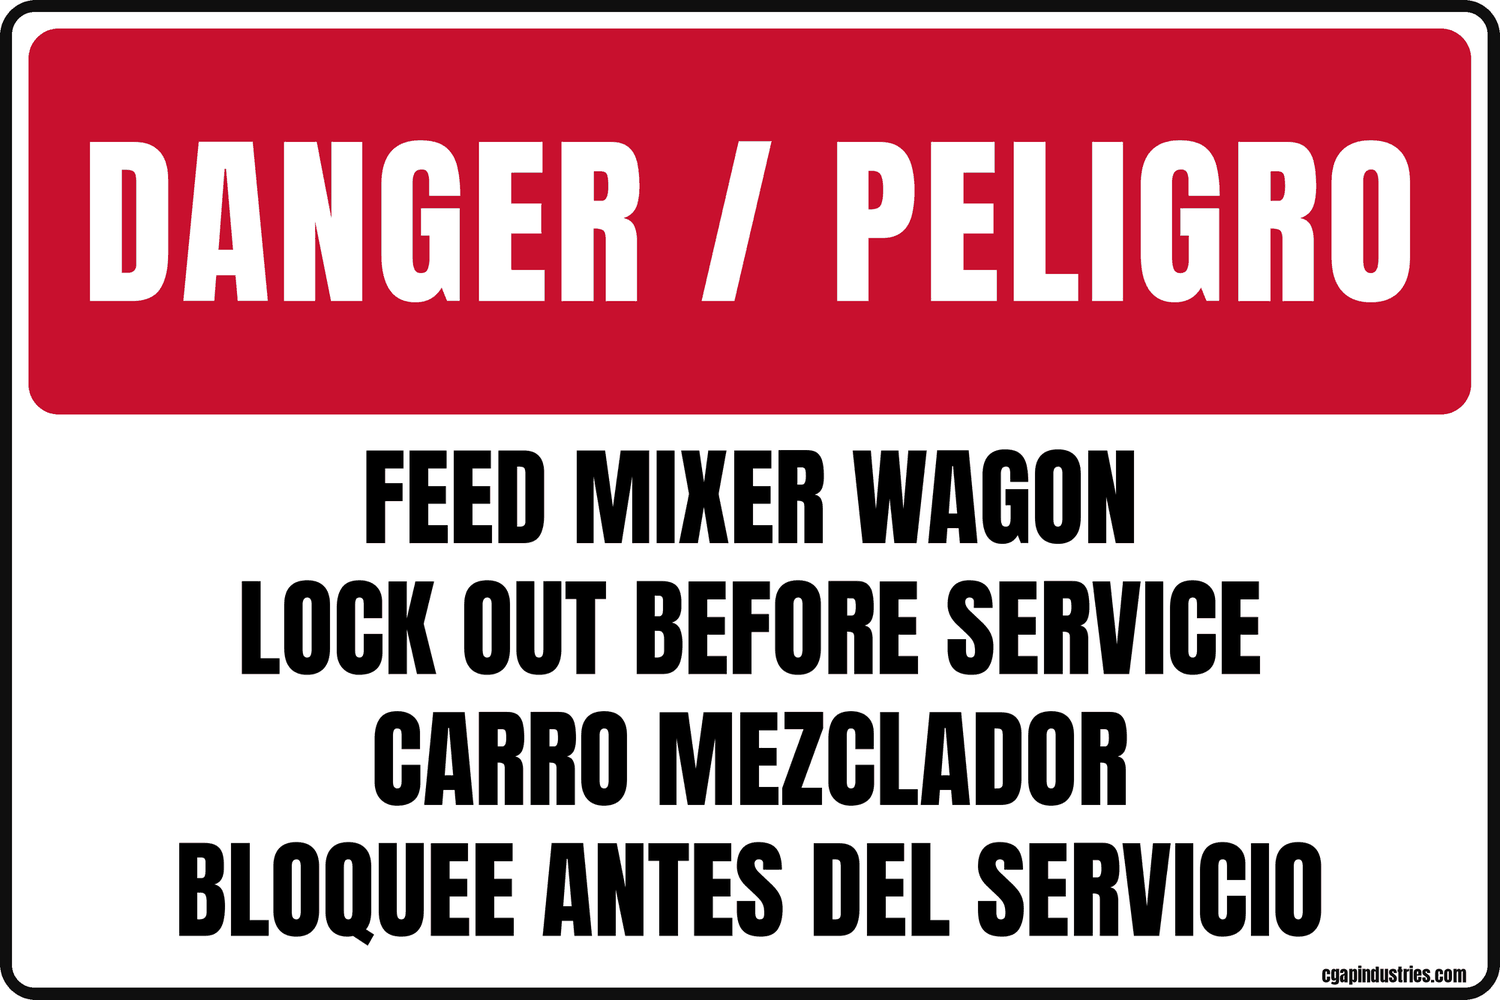 DANGER / PELIGRO
FEED MIXER WAGON
LOCK OUT BEFORE SERVICE
CARRO MEZCLADOR
BLOQUEE ANTES DEL SERVICIO
cgapindustries.com